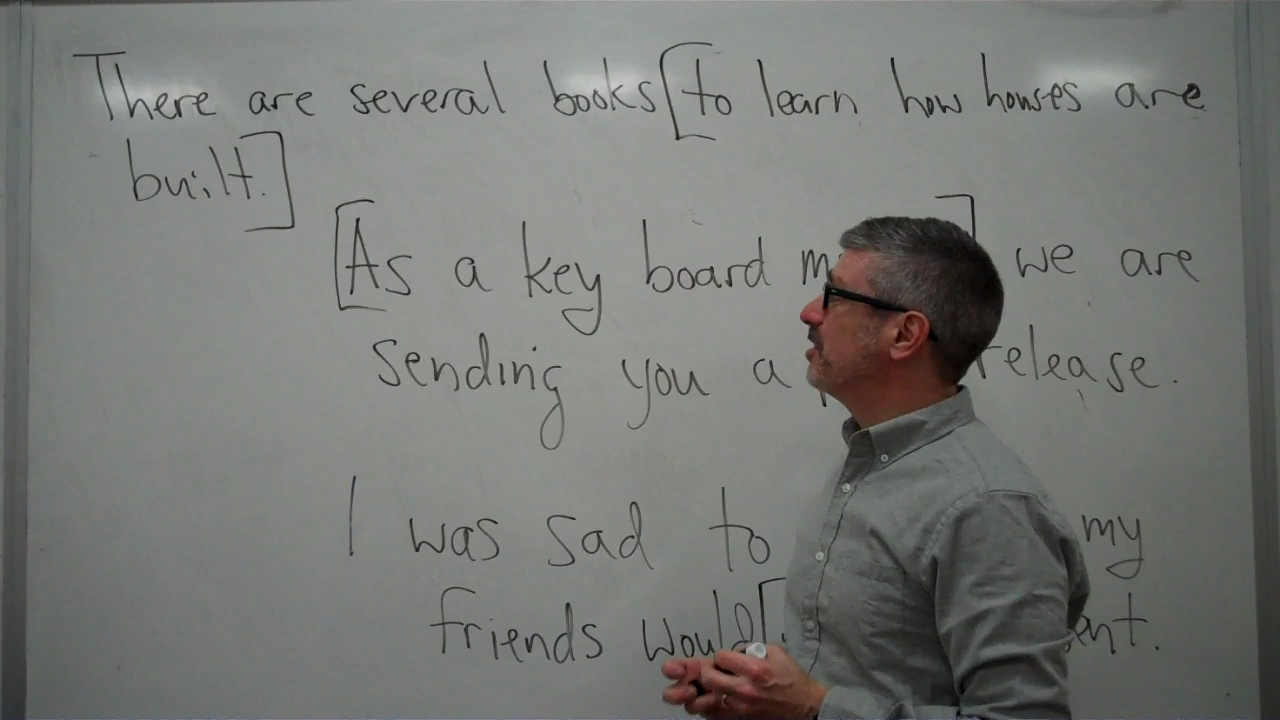 There are several books [to learn how houses are
built.]
[As a key board ] we are
sending you a release.
I was sad to my
friends would [